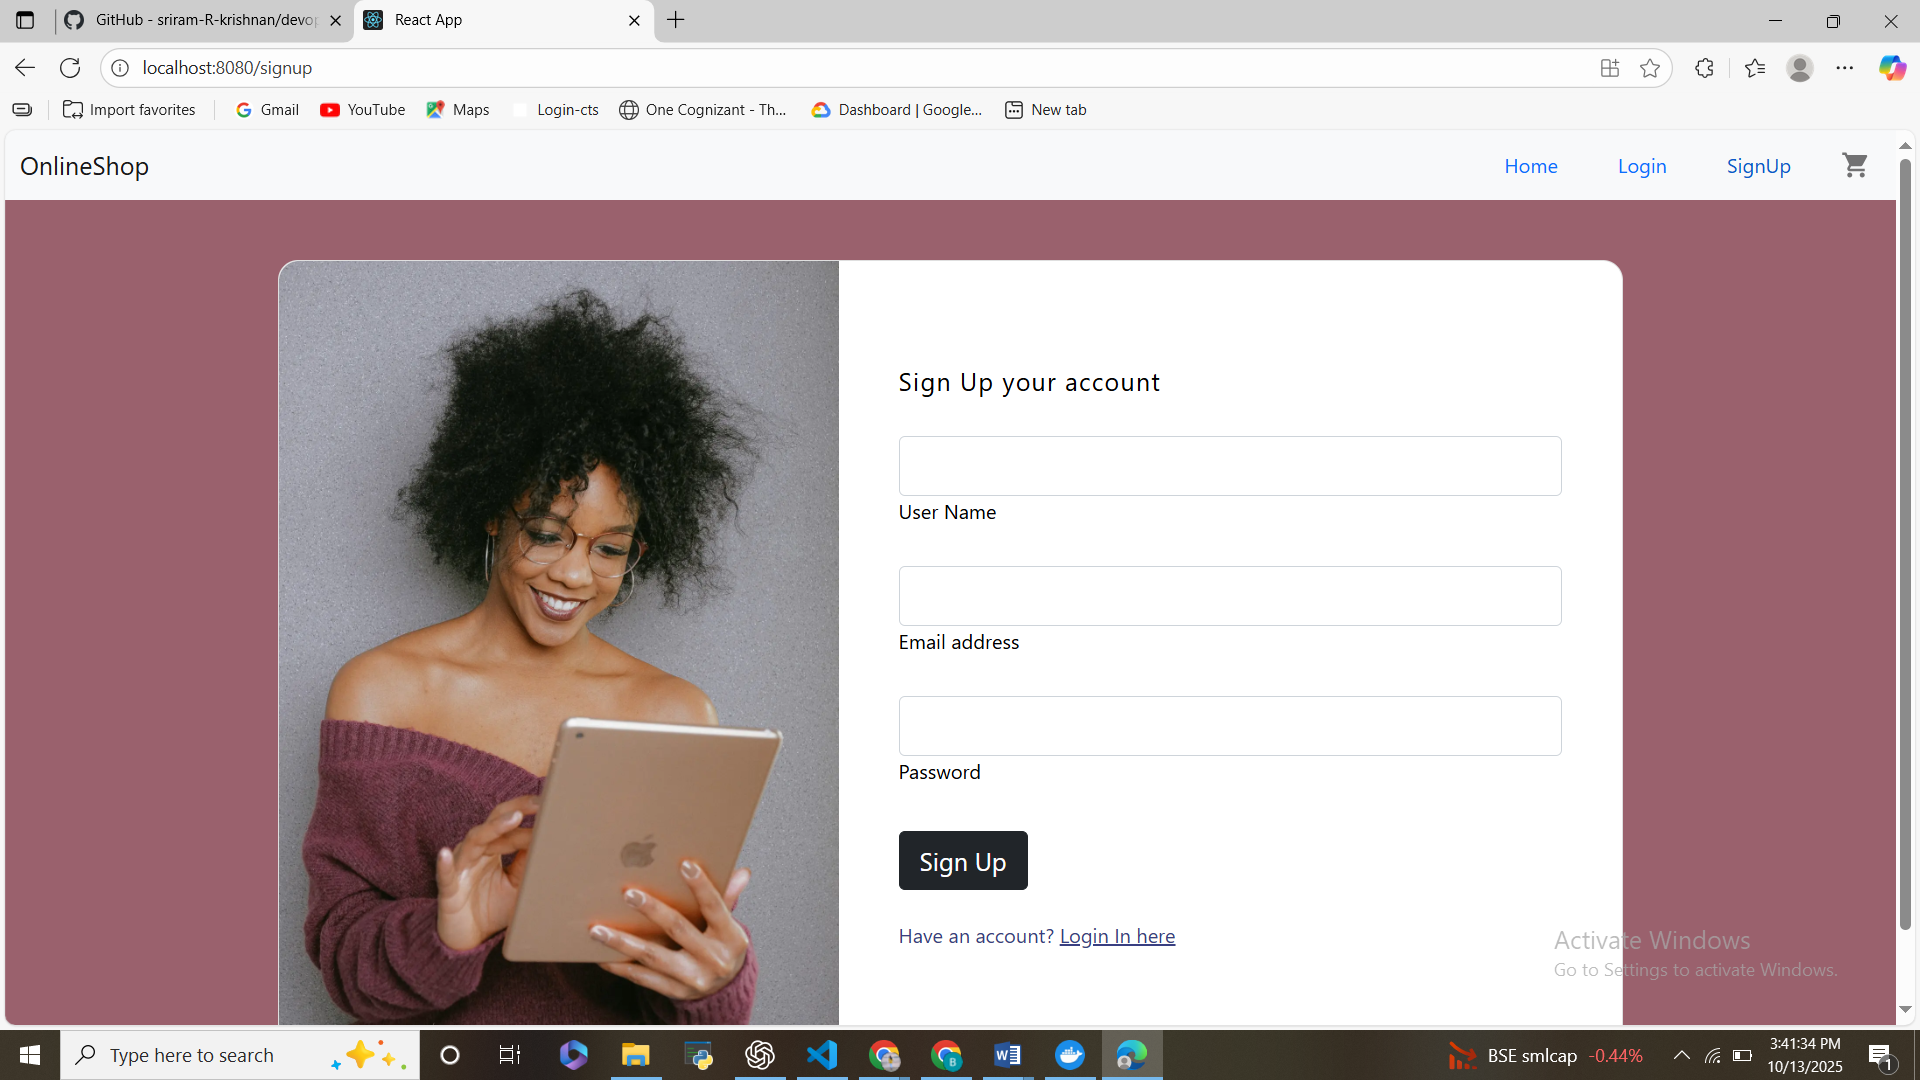 GitHub - sriram-R-krishnan/devop
React App
localhost:8080/signup
Import favorites
Gmail
YouTube
Maps
Login-cts
One Cognizant - Th...
Dashboard | Google...
New tab
OnlineShop
Home
Login
SignUp
Sign Up your account
User Name
Email address
Password
Sign Up
Have an account? Login In here
Activate Windows
Go to Settings to activate Windows.
Type here to search
B
BSE smlcap -0.44%
3:41:34 PM
10/13/2025
1